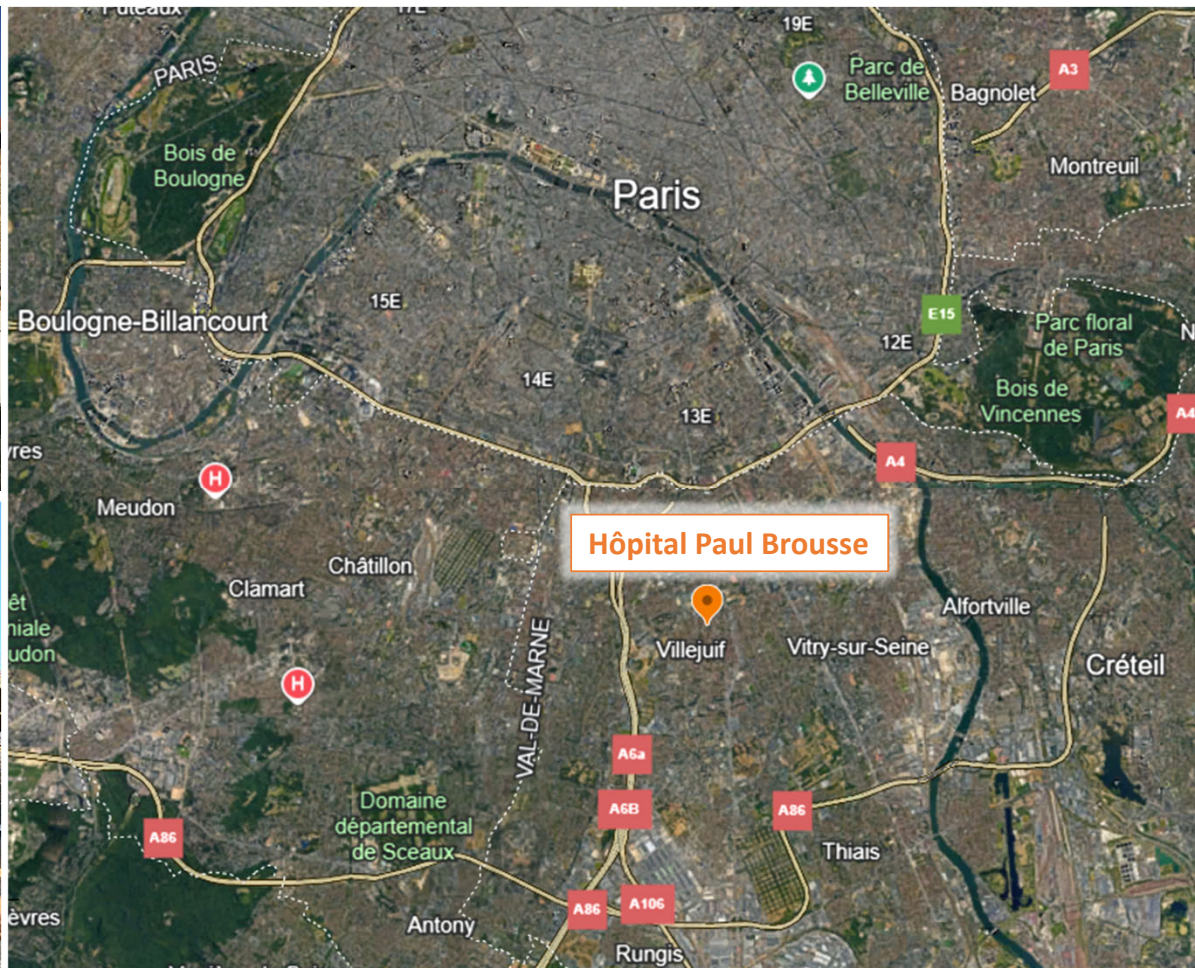 19E
A3
PARIS
Parc de
Belleville
Bagnolet
Bois de
Boulogne
Montreuil
Paris
15E
E15
Boulogne-Billancourt
12E
Parc floral
de Paris
14E
Bois de
Vincennes
13E
A4
A4
H
Meudon
Hôpital Paul Brousse
Châtillon
Clamart
Alfortville
Villejuif
Vitry-sur-Seine
Créteil
H
VAL-DE-MARNE
A6a
A6B
A86
Domaine
départemental
de Sceaux
A86
Thiais
A86
A106
Antony
Rungis